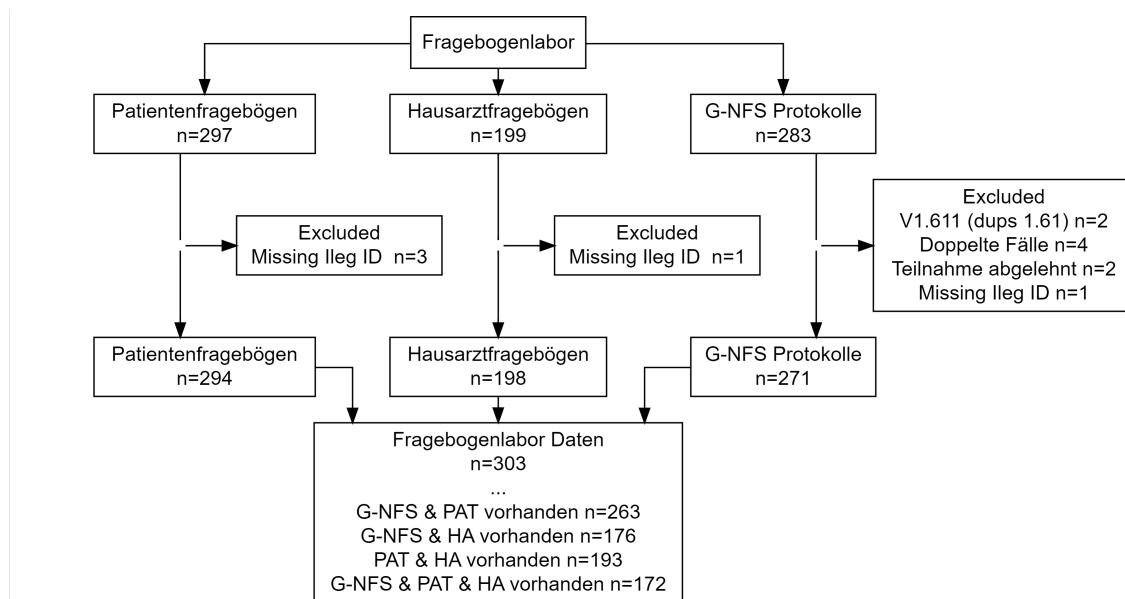 Fragebogenlabor
Patientenfragebögen
n=297
Hausarztfragebögen
n=199
G-NFS Protokolle
n=283
Excluded
Missing Ileg ID  n=3
Excluded
Missing Ileg ID  n=1
Excluded
V1.611 (dups 1.61) n=2
Doppelte Fälle n=4
Teilnahme abgelehnt n=2
Missing Ileg ID n=1
Patientenfragebögen
n=294
Hausarztfragebögen
n=198
G-NFS Protokolle
n=271
Fragebogenlabor Daten
n=303
...
G-NFS & PAT vorhanden n=263
G-NFS & HA vorhanden n=176
PAT & HA vorhanden n=193
G-NFS & PAT & HA vorhanden n=172